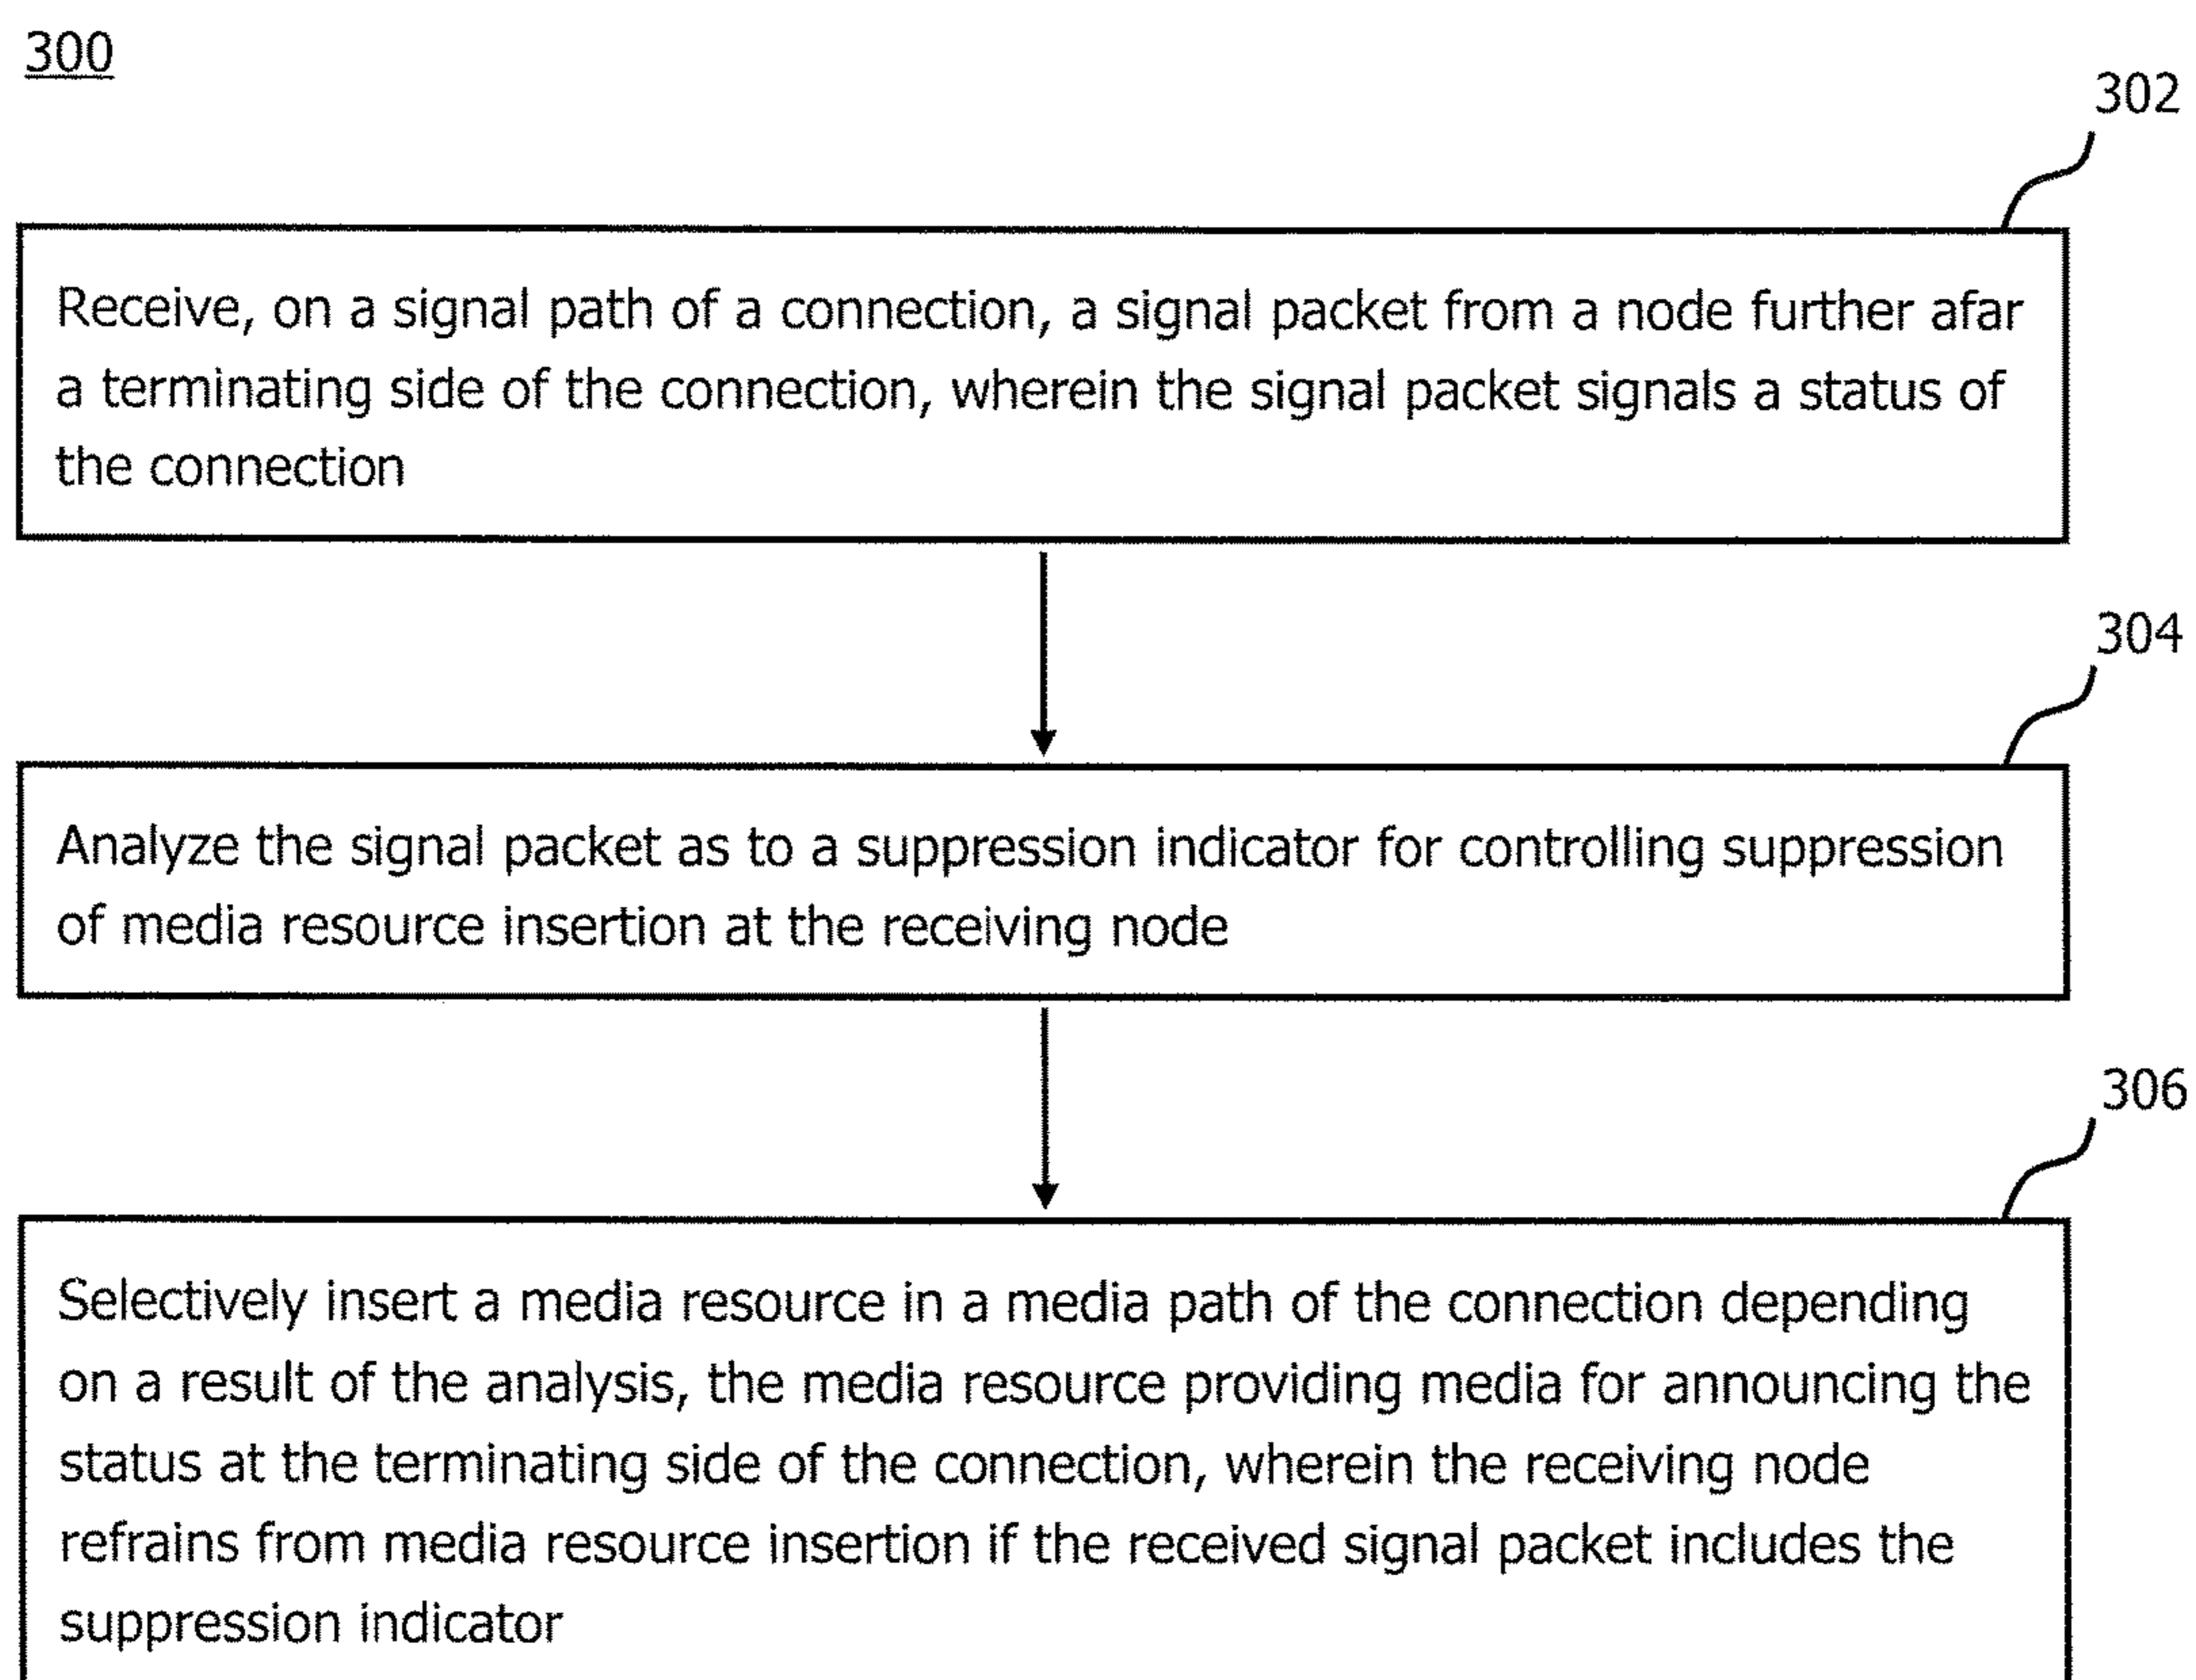 300
302
Receive, on a signal path of a connection, a signal packet from a node further afar
a terminating side of the connection, wherein the signal packet signals a status of
the connection
304
Analyze the signal packet as to a suppression indicator for controlling suppression
of media resource insertion at the receiving node
306
Selectively insert a media resource in a media path of the connection depending
on a result of the analysis, the media resource providing media for announcing the
status at the terminating side of the connection, wherein the receiving node
refrains from media resource insertion if the received signal packet includes the
suppression indicator